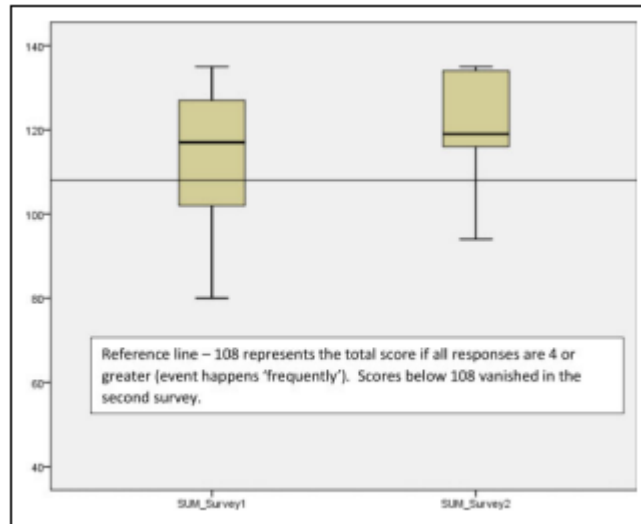 140
120
100
80
60
40
Reference line – 108 represents the total score if all responses are 4 or
greater (event happens 'frequently'). Scores below 108 vanished in the
second survey.
SUM_Survey1 SUM_Survey2